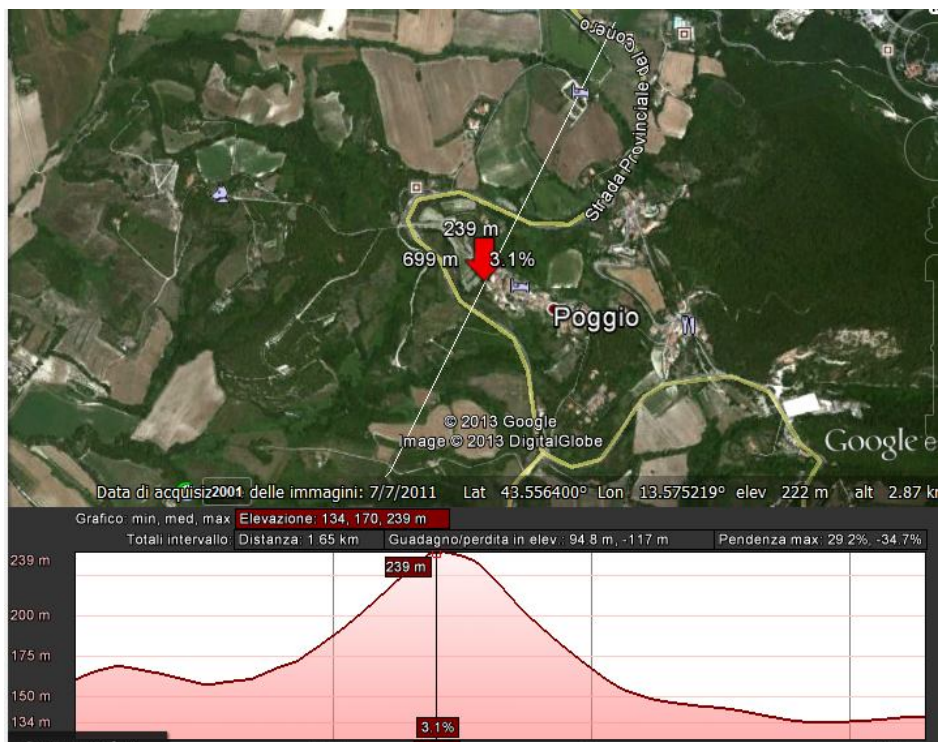 Strada Provinciale del Conero
239 m
699 m 3.1%
Poggio
© 2013 Google
Image © 2013 DigitalGlobe
Google e
Data di acquisizione delle immagini: 7/7/2011 Lat 43.556400° Lon 13.575219° elev 222 m alt 2.87 km
2001
Grafico: min, med, max Elevazione: 134, 170, 239 m
Totali intervallo: Distanza: 1.65 km Guadagno/perdita in elev.: 94.8 m, -117 m Pendenza max: 29.2%, -34.7%
239 m
239 m
200 m
175 m
150 m
134 m
3.1%